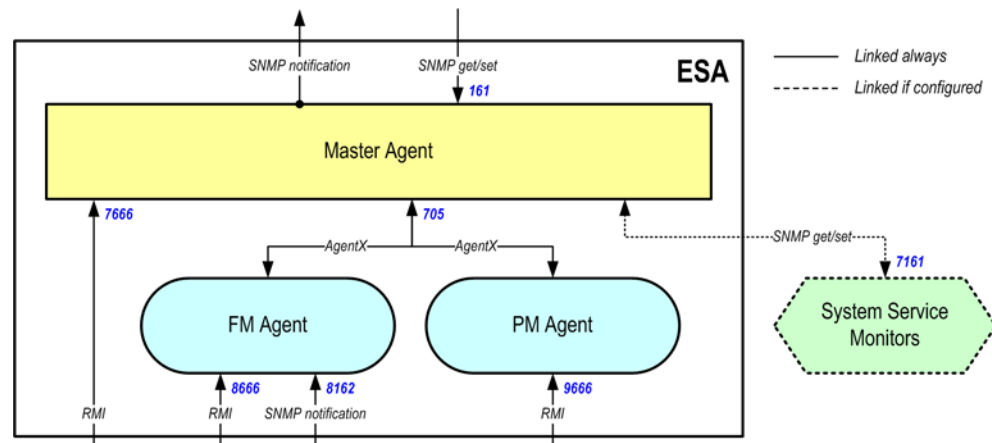 SNMP notification
SNMP get/set
161
ESA
Linked always
Linked if configured
Master Agent
7666
705
AgentX
AgentX
SNMP get/set
7161
FM Agent
PM Agent
System Service
Monitors
8666
8162
9666
RMI
RMI
SNMP notification
RMI